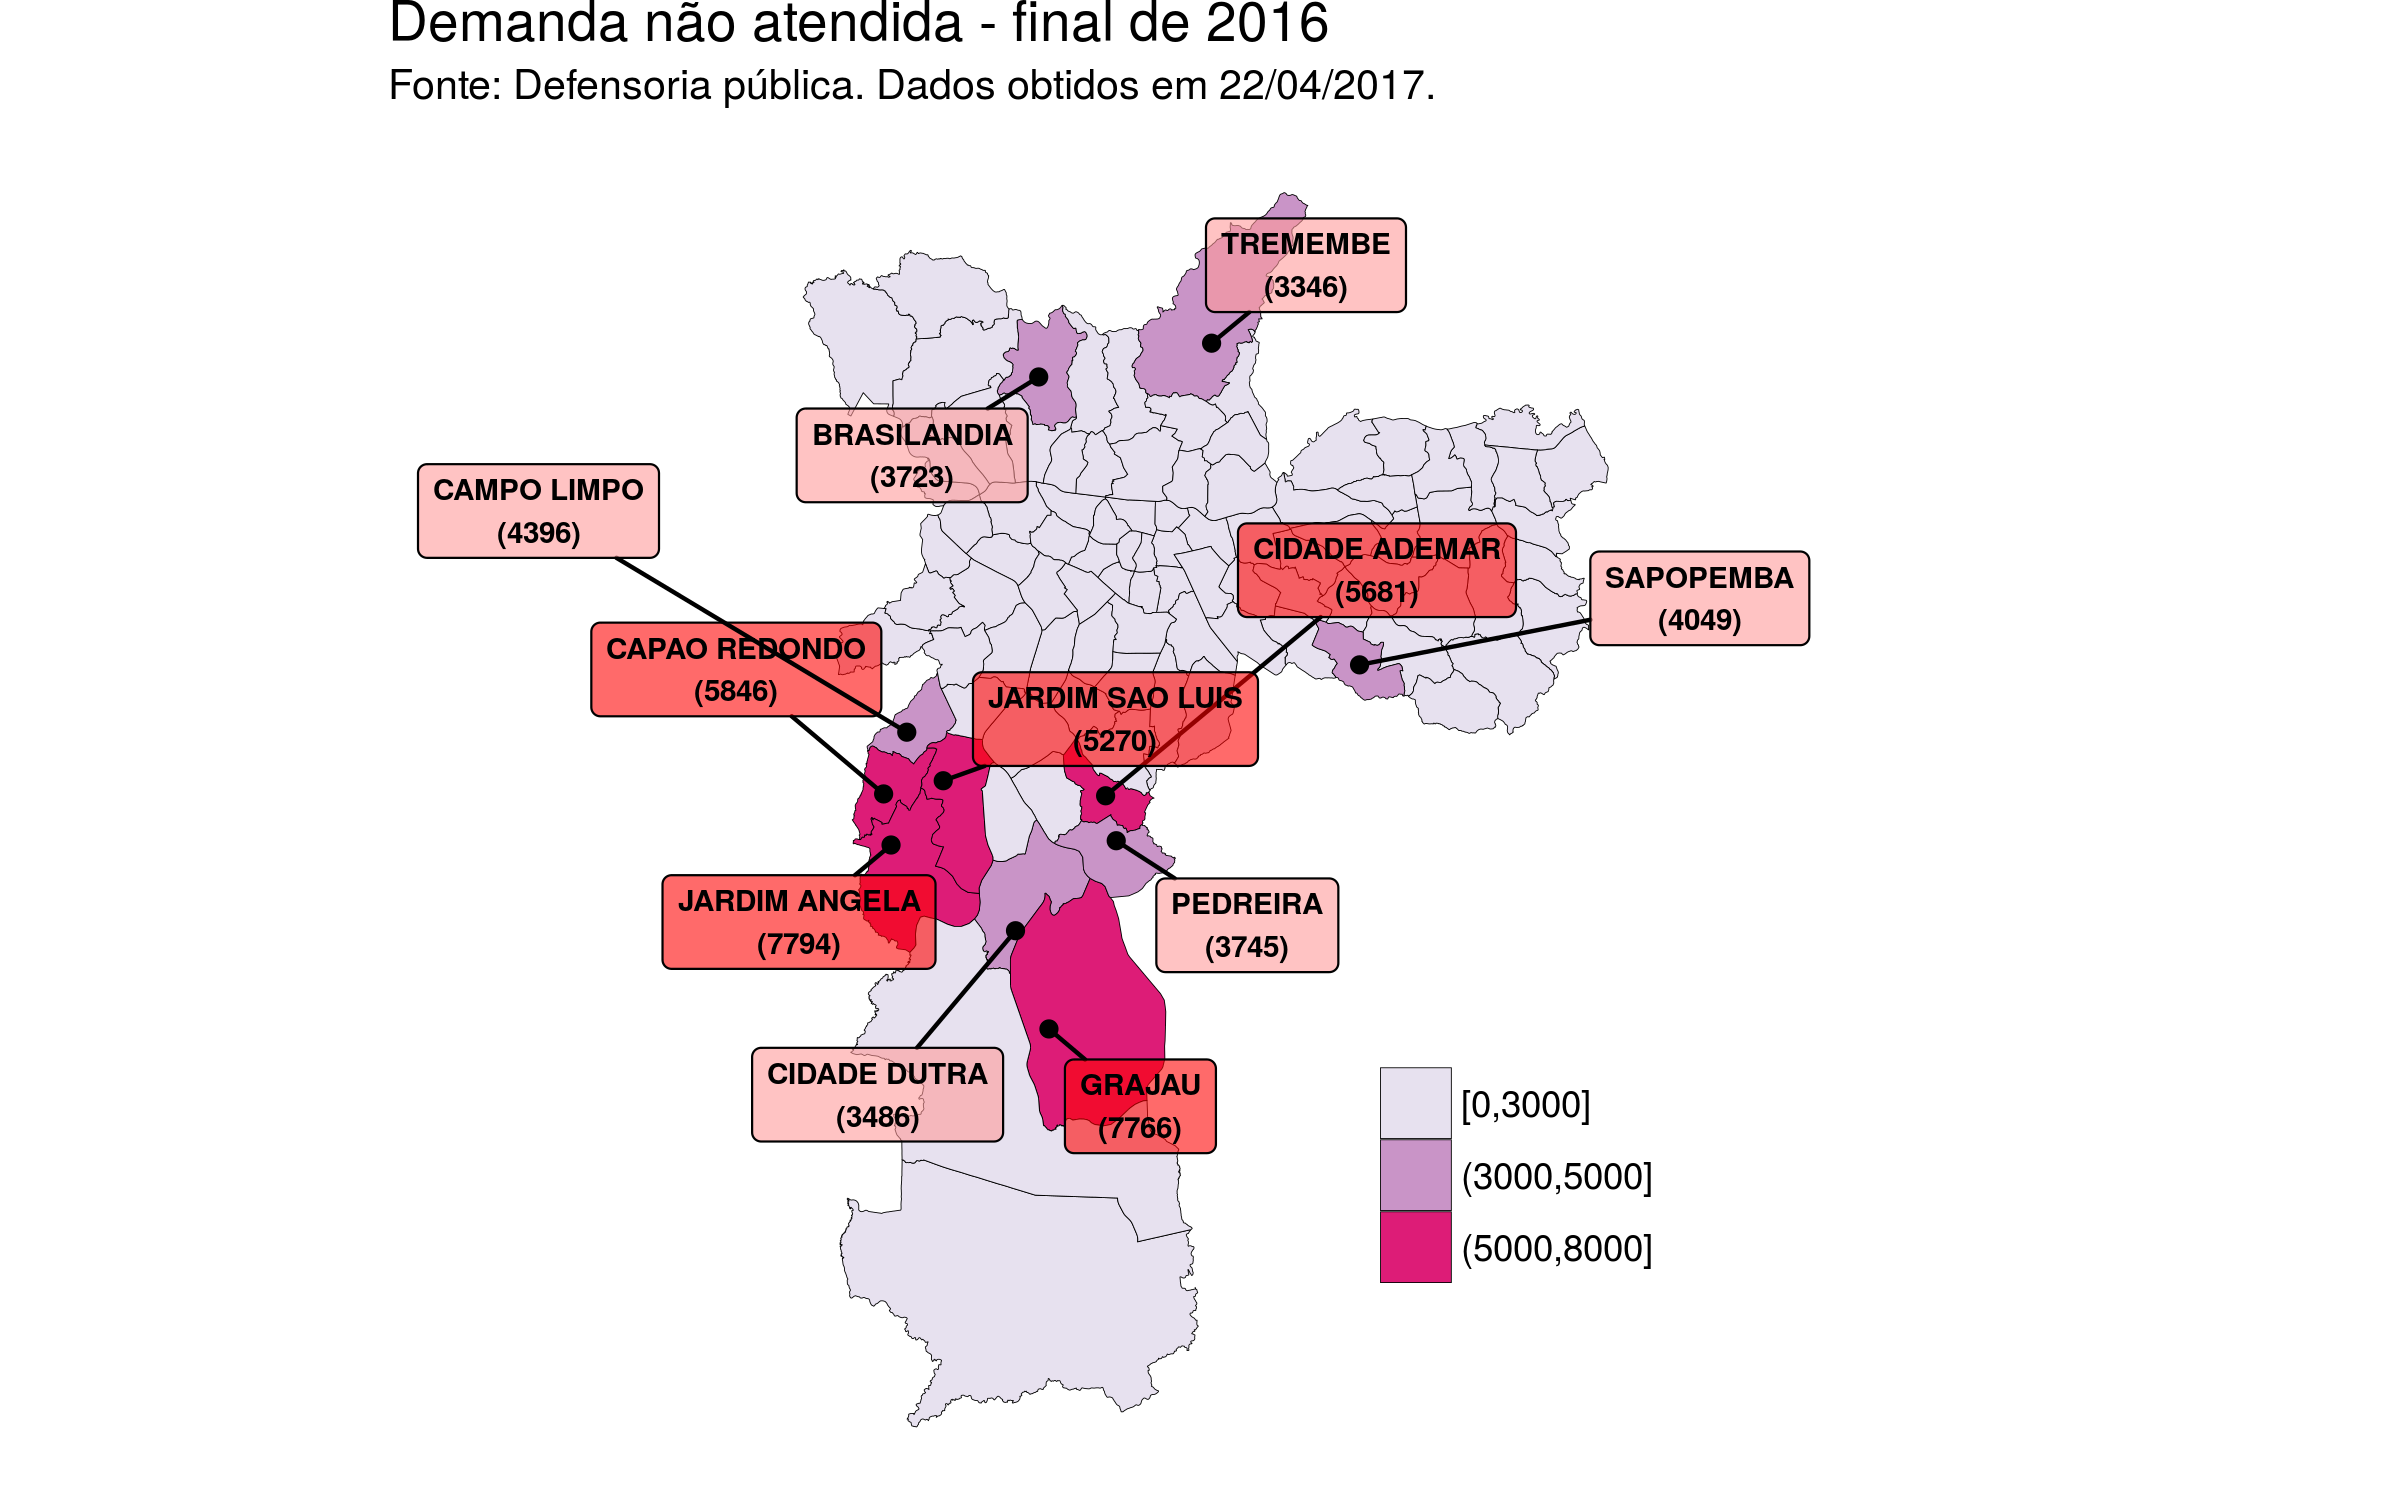 Demanda não atendida - final de 2016
Fonte: Defensoria pública. Dados obtidos em 22/04/2017.
TREMEMBE
(3346)
BRASILANDIA
(3723)
CAMPO LIMPO
(4396)
CIDADE ADEMAR
(5681)
SAPOPEMBA
(4049)
CAPAO REDONDO
(5846)
JARDIM SAO LUIS
(5270)
JARDIM ANGELA
(7794)
PEDREIRA
(3745)
CIDADE DUTRA
(3486)
GRAJAU
(7766)
[0,3000]
(3000,5000]
(5000,8000]